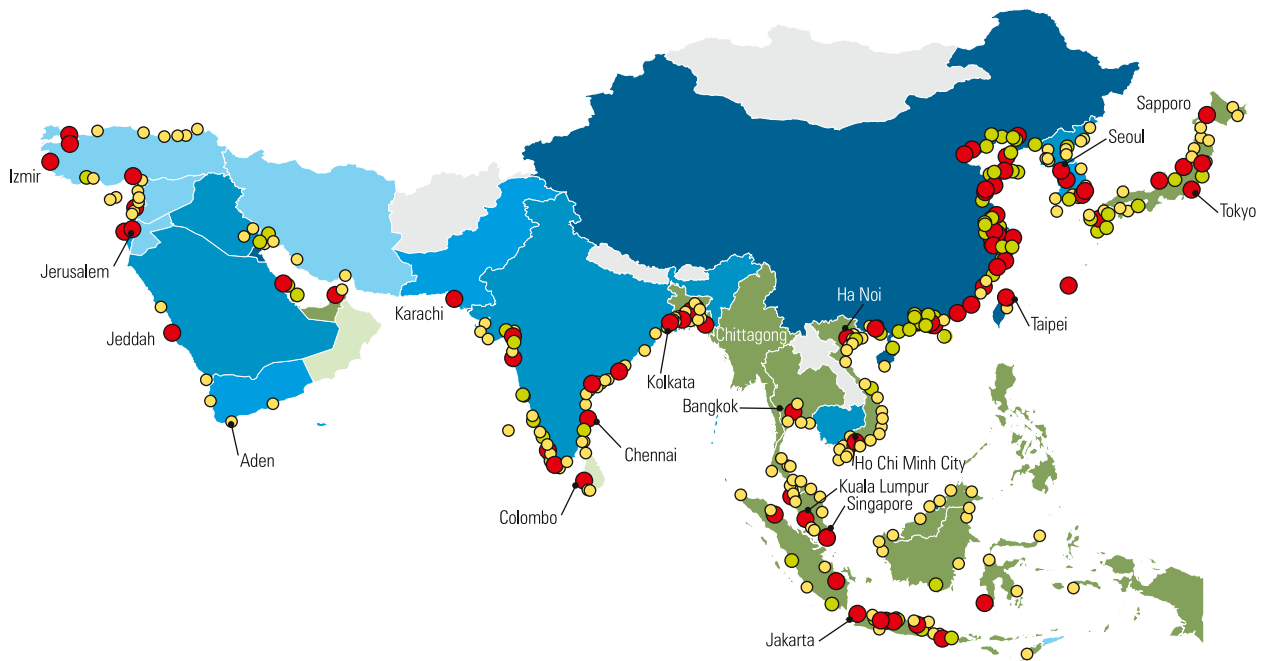 Sapporo
Seoul
Izmir
Tokyo
Jerusalem
Ha Noi
Karachi
Taipei
Jeddah
Chittagong
Kolkata
Bangkok
Chennai
Aden
Ho Chi Minh City
Kuala Lumpur
Singapore
Colombo
Jakarta